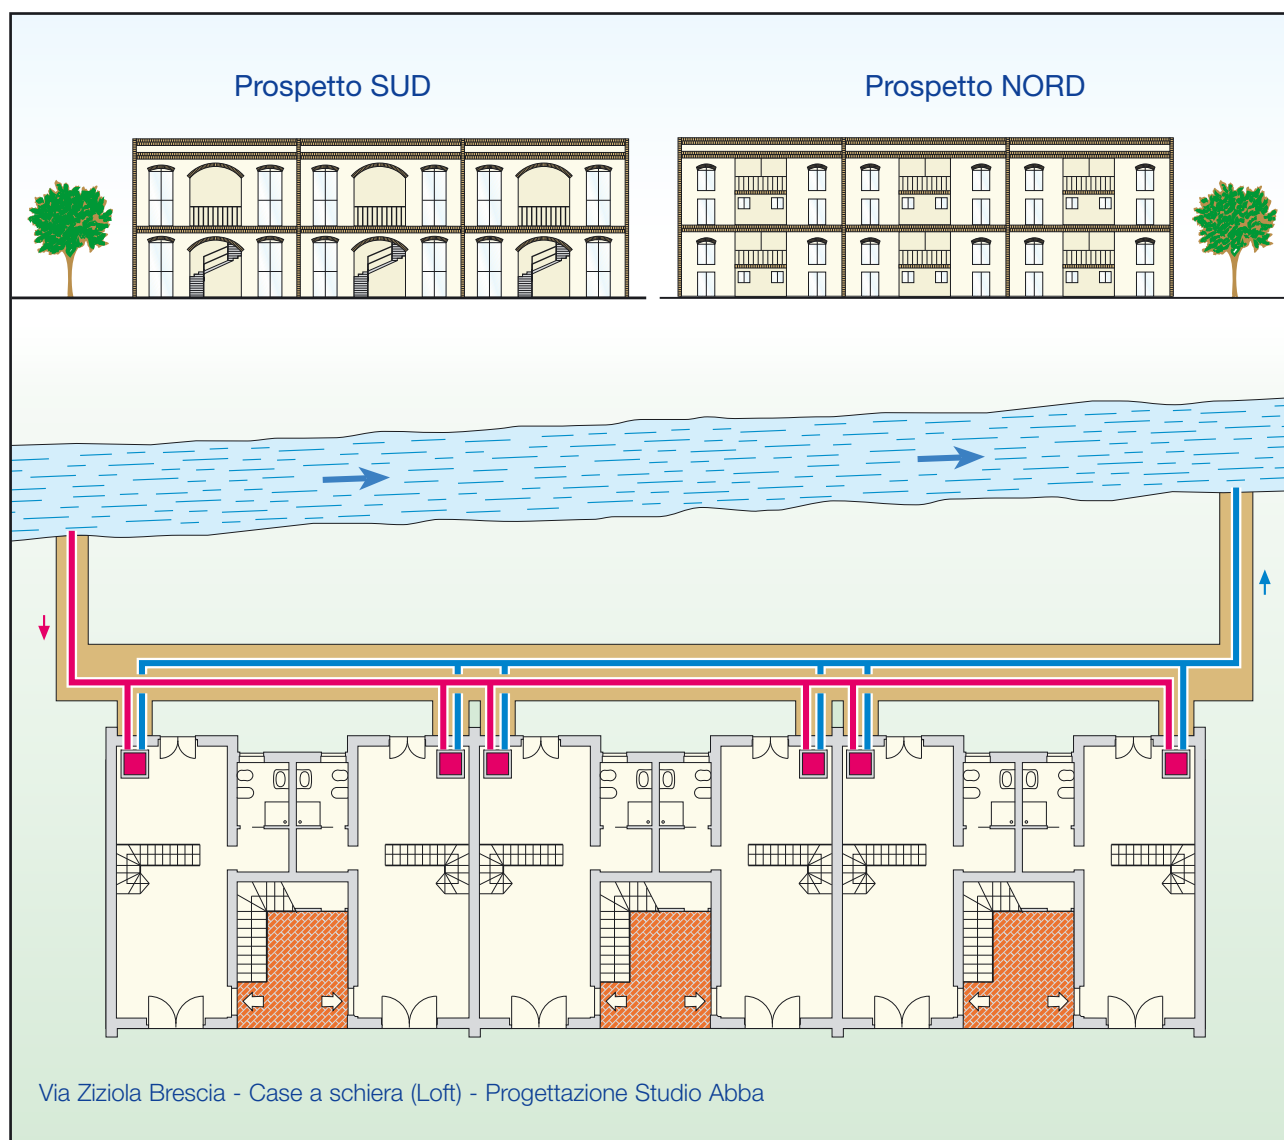 Prospetto SUD
Prospetto NORD
Via Ziziola Brescia - Case a schiera (Loft) - Progettazione Studio Abba